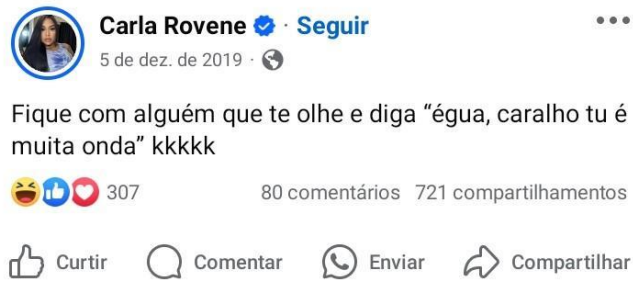 Carla Rovene · Seguir
5 de dez. de 2019 ·
Fique com alguém que te olhe e diga “égua, caralho tu é
muita onda” kkkkk
307 80 comentários 721 compartilhamentos
Curtir Comentar Enviar Compartilhar